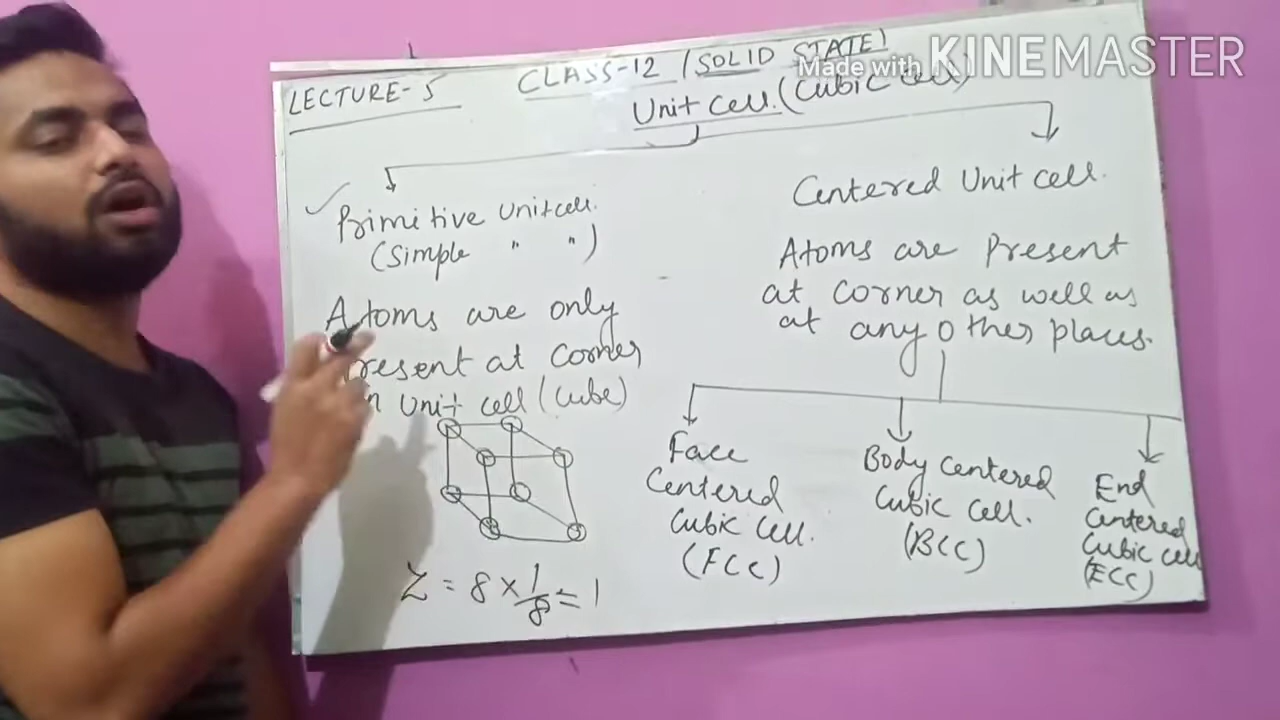 Made with KINEMASTER
LECTURE-5
CLASS-12 / SOLID STATE)
Unit cell. (Cubic cell)
Primitive Unit cell.
(Simple " " )
Atoms are only
Present at Corner
in Unit cell (Cube)
Z = 8 × 1/8 = 1
Centered Unit cell.
Atoms are Present
at corner as well as
at any other places.
Face
Centered
Cubic Cell.
(FCC)
Body Centered
Cubic Cell.
(BCC)
End
Centered
Cubic cell
(ECC)